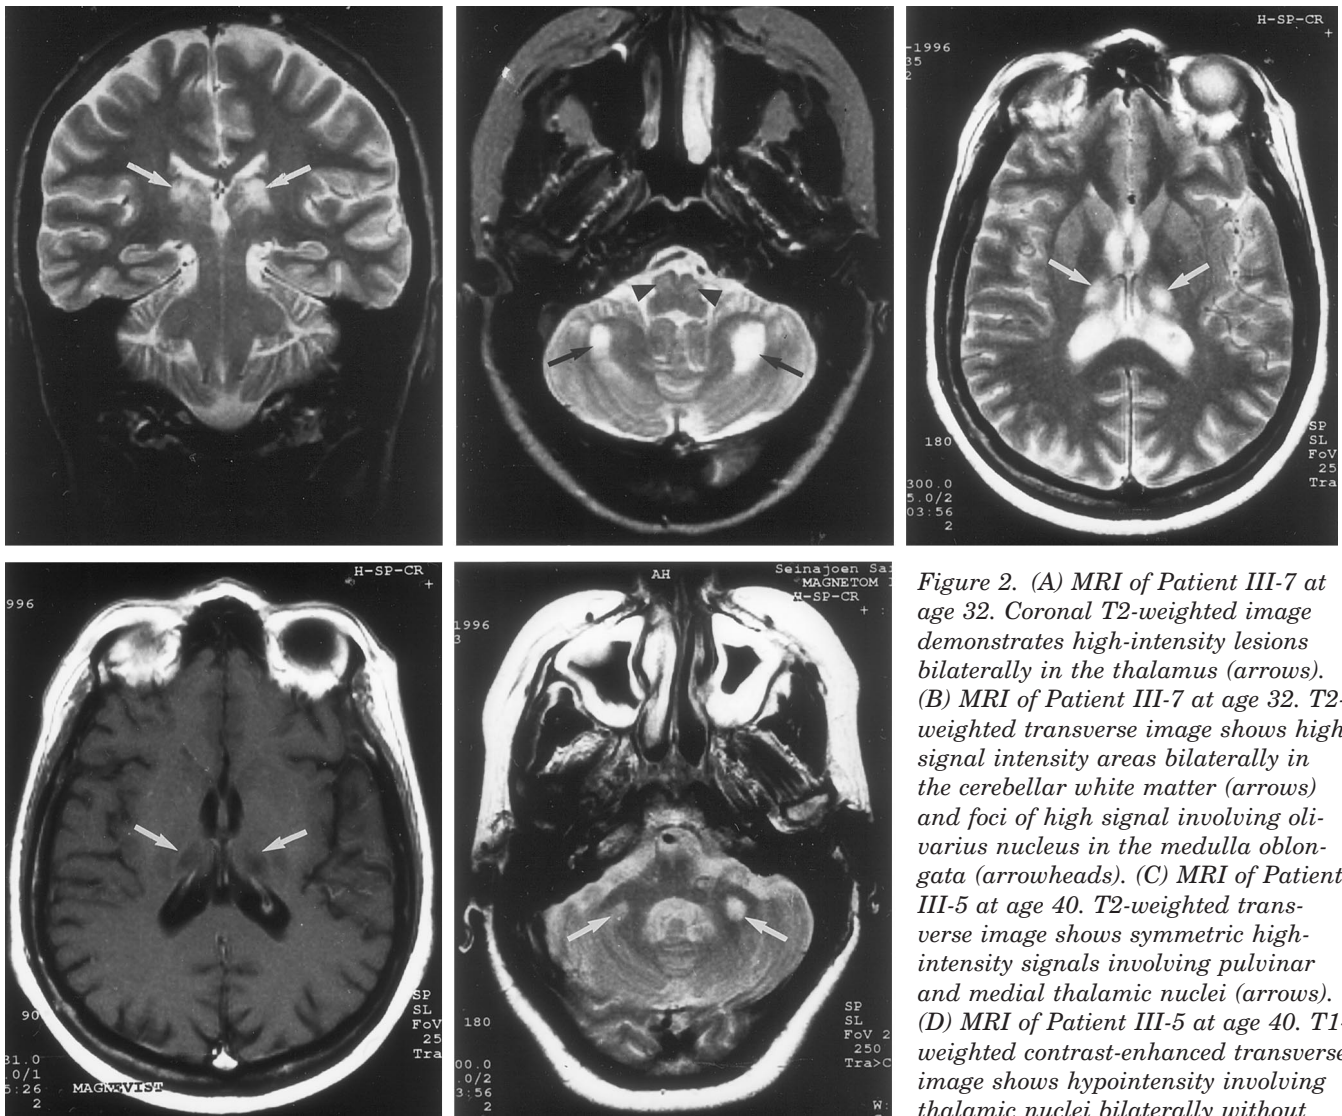 H-SP-CR
+
-1996
35
2
180
300.0
5.0/2
03:56
2
SP
SL
FoV
25
Tra
H-SP-CR
+
996
90
31.0
.0/1
5:26
2
MAGNEVIST
SP
SL
FoV
25
Tra
AH
Seinajoen Sai
MAGNETOM
H-SP-CR
+
1996
3
180
00.0
.0/2
3:56
2
SP
SL
FoV 2
250
Tra>C
W:
Figure 2. (A) MRI of Patient III-7 at
age 32. Coronal T2-weighted image
demonstrates high-intensity lesions
bilaterally in the thalamus (arrows).
(B) MRI of Patient III-7 at age 32. T2-
weighted transverse image shows high
signal intensity areas bilaterally in
the cerebellar white matter (arrows)
and foci of high signal involving oli-
varius nucleus in the medulla oblon-
gata (arrowheads). (C) MRI of Patient
III-5 at age 40. T2-weighted trans-
verse image shows symmetric high-
intensity signals involving pulvinar
and medial thalamic nuclei (arrows).
(D) MRI of Patient III-5 at age 40. T1-
weighted contrast-enhanced transverse
image shows hypointensity involving
thalamic nuclei bilaterally without